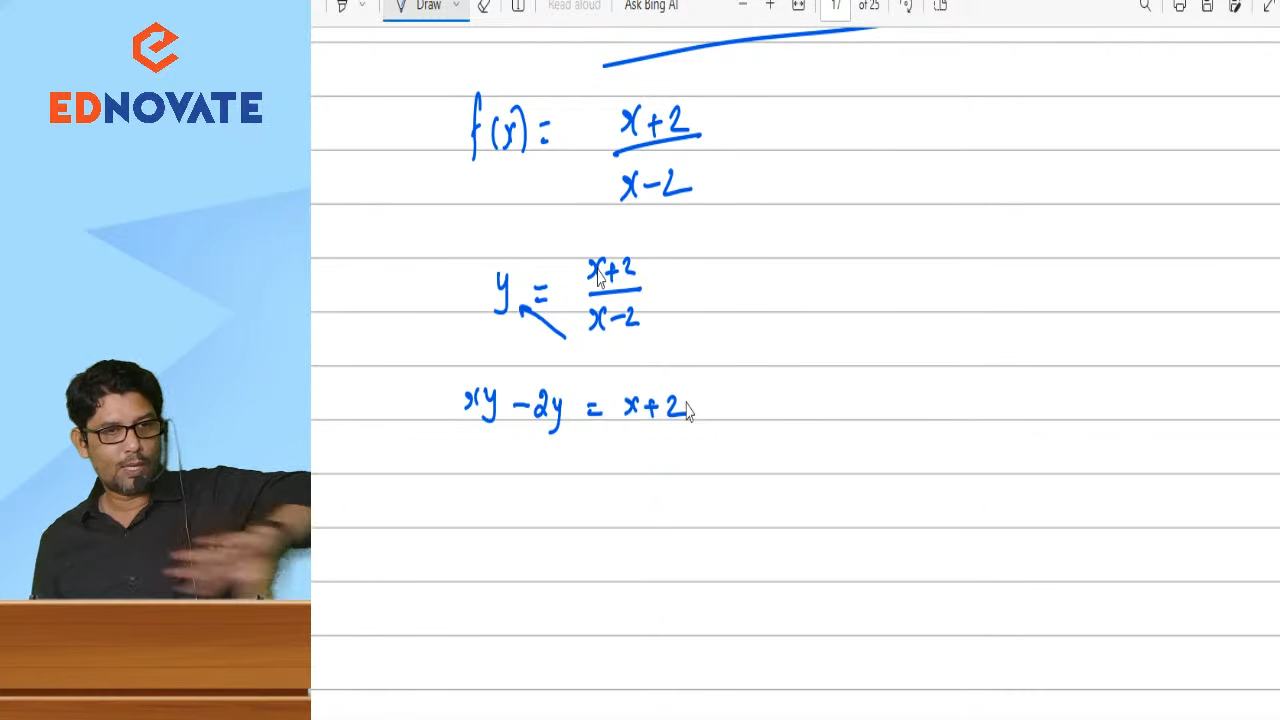 EDNOVATE
Draw Read aloud Ask Bing AI 17 of 25
f(x) = x+2
x-2
y = x+2
x-2
xy - 2y = x+2